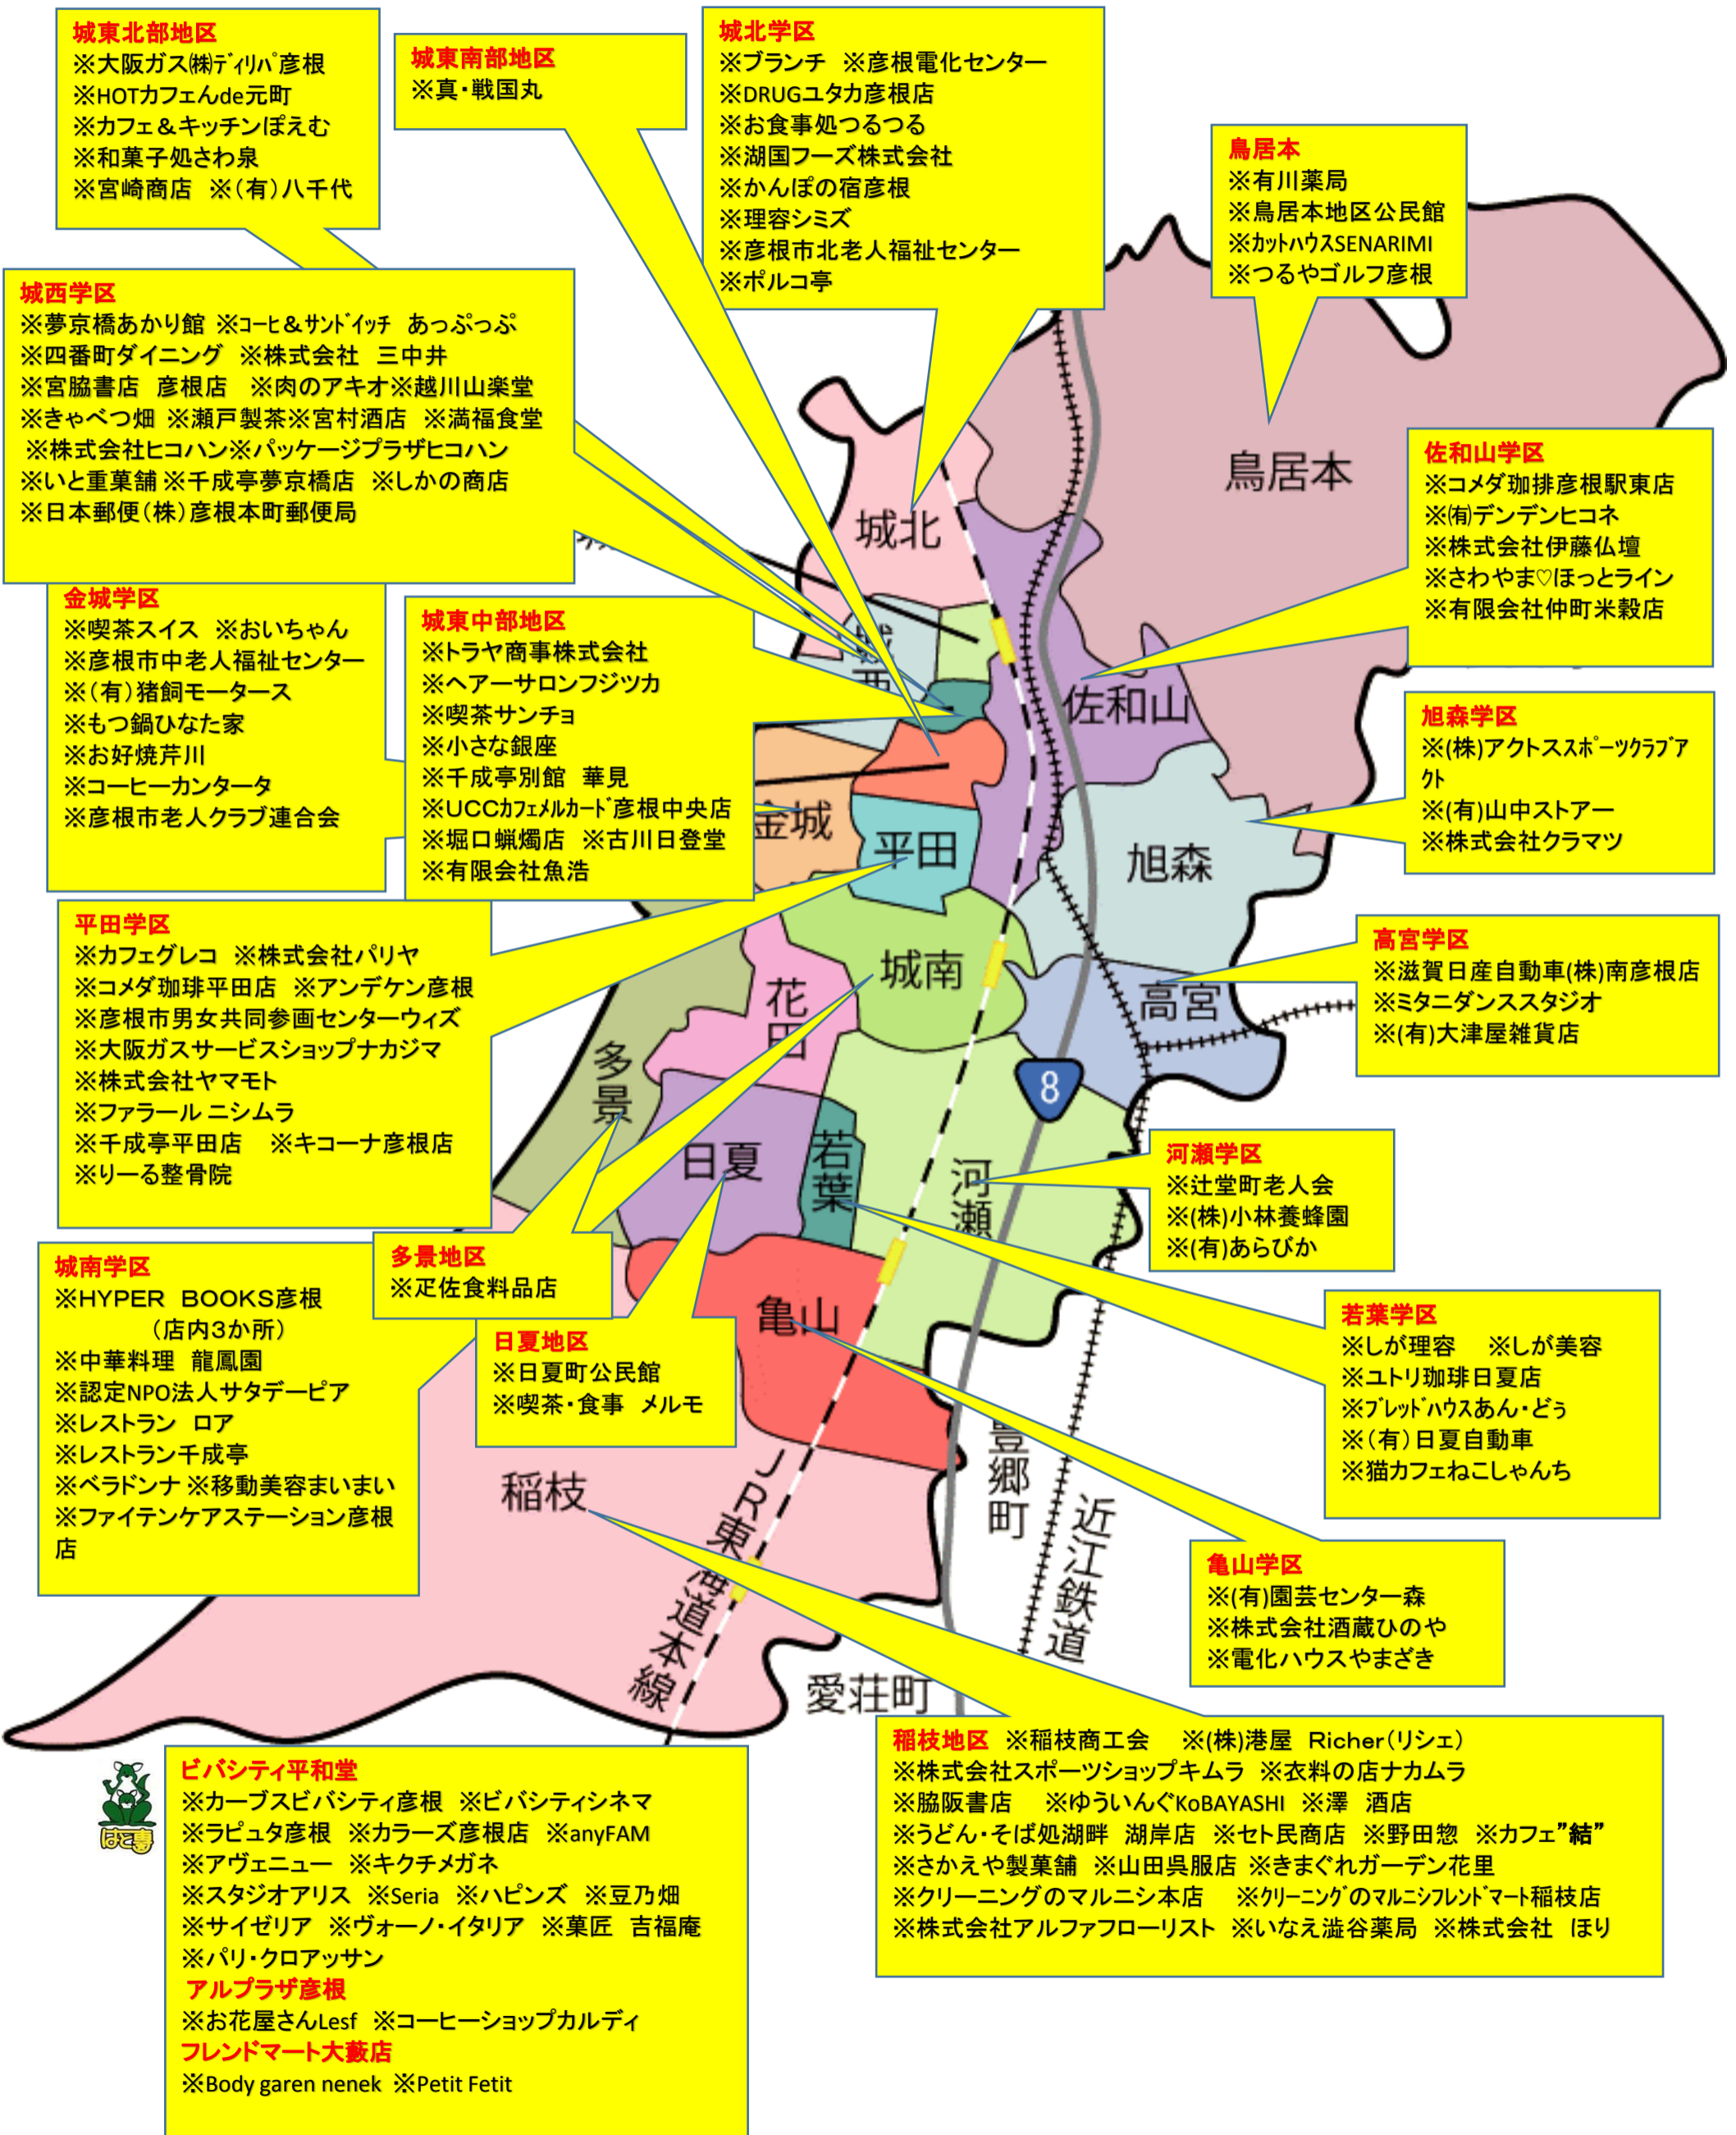 城東北部地区
※大阪ガス㈱ﾃﾞｨﾘﾊﾟ彦根
※HOTカフェんde元町
※カフェ＆キッチンぽえむ
※和菓子処さわ泉
※宮崎商店　※（有）八千代
城東南部地区
※真・戦国丸
城北学区
※ブランチ　※彦根電化センター
※DRUGユタカ彦根店
※お食事処つるつる
※湖国フーズ株式会社
※かんぽの宿彦根
※理容シミズ
※彦根市北老人福祉センター
※ポルコ亭
鳥居本
※有川薬局
※鳥居本地区公民館
※ｶｯﾄﾊｳｽSENARIMI
※つるやゴルフ彦根
城西学区
※夢京橋あかり館 ※ｺｰﾋ&ｻﾝﾄﾞｲｯﾁ　あっぷっぷ
※四番町ダイニング　※株式会社　三中井
※宮脇書店　彦根店　※肉のアキオ※越川山楽堂
※きゃべつ畑 ※瀬戸製茶※宮村酒店　※満福食堂
※株式会社ヒコハン※パッケージプラザヒコハン
※いと重菓舗 ※千成亭夢京橋店　※しかの商店
※日本郵便（株）彦根本町郵便局
佐和山学区
※コメダ珈排彦根駅東店
※㈲デンデンヒコネ
※株式会社伊藤仏壇
※さわやま♡ほっとライン
※有限会社仲町米穀店
金城学区
※喫茶スイス　※おいちゃん
※彦根市中老人福祉センター
※（有）猪飼モータース
※もつ鍋ひなた家
※お好焼芹川
※コーヒーカンタータ
※彦根市老人クラブ連合会
城東中部地区
※トラヤ商事株式会社
※ヘアーサロンフジツカ
※喫茶サンチョ
※小さな銀座
※千成亭別館　華見
※UCCｶﾌｪﾒﾙｶｰﾄﾞ彦根中央店
※堀口蝋燭店　※古川日登堂
※有限会社魚浩
旭森学区
※(株)アクトスｽﾎﾟｰﾂｸﾗﾌﾞｱ
ｸﾄ
※(有)山中ストアー
※株式会社クラマツ
平田学区
※カフェグレコ　※株式会社パリヤ
※コメダ珈琲平田店　※アンデケン彦根
※彦根市男女共同参画センターウィズ
※大阪ガスサービスショップナカジマ
※株式会社ヤマモト
※ファラール ニシムラ
※千成亭平田店　※キコーナ彦根店
※りーる整骨院
高宮学区
※滋賀日産自動車(株)南彦根店
※ミタニダンススタジオ
※(有)大津屋雑貨店
河瀬学区
※辻堂町老人会
※(株)小林養蜂園
※(有)あらびか
城南学区
※HYPER　BOOKS彦根
（店内3か所）
※中華料理　龍鳳園
※認定NPO法人サタデーピア
※レストラン　ロア
※レストラン千成亭
※ベラドンナ ※移動美容まいまい
※ファイテンケアステーション彦根
店
多景地区
※疋佐食料品店
日夏地区
※日夏町公民館
※喫茶・食事　メルモ
若葉学区
※しが理容　※しが美容
※ユトリ珈琲日夏店
※ﾌﾞﾚｯﾄﾞﾊｳｽあん・どぅ
※（有）日夏自動車
※猫カフェねこしゃんち
亀山学区
※(有)園芸センター森
※株式会社酒蔵ひのや
※電化ハウスやまざき
稲枝地区　※稲枝商工会　※(株)港屋　Richer（リシェ）
※株式会社スポーツショップキムラ　※衣料の店ナカムラ
※脇阪書店　※ゆういんぐKoBAYASHI　※澤　酒店
※うどん・そば処湖畔　湖岸店　※セト民商店　※野田惣　※カフェ”結”
※さかえや製菓舗　※山田呉服店　※きまぐれガーデン花里
※クリーニングのマルニシ本店　※ｸﾘｰﾆﾝｸﾞのﾏﾙﾆｼﾌﾚﾝﾄﾞﾏｰﾄ稲枝店
※株式会社アルファフローリスト　※いなえ澁谷薬局　※株式会社　ほり
ビバシティ平和堂
※カーブスビバシティ彦根　※ビバシティシネマ
※ラピュタ彦根　※カラーズ彦根店　※anyFAM
※アヴェニュー　※キクチメガネ
※スタジオアリス　※Seria　※ハピンズ　※豆乃畑
※サイゼリア　※ヴォーノ・イタリア　※菓匠　吉福庵
※パリ・クロアッサン
アルプラザ彦根
※お花屋さんLesf　※コーヒーショップカルディ
フレンドマート大藪店
※Body garen nenek　※Petit Fetit
はと專
鳥居本
城北
城西
佐和山
金城
平田
旭森
城南
花田
高宮
多景
8
日夏
若葉
河瀬
亀山
稲枝
豊郷町
JR東海道本線
近江鉄道
愛荘町